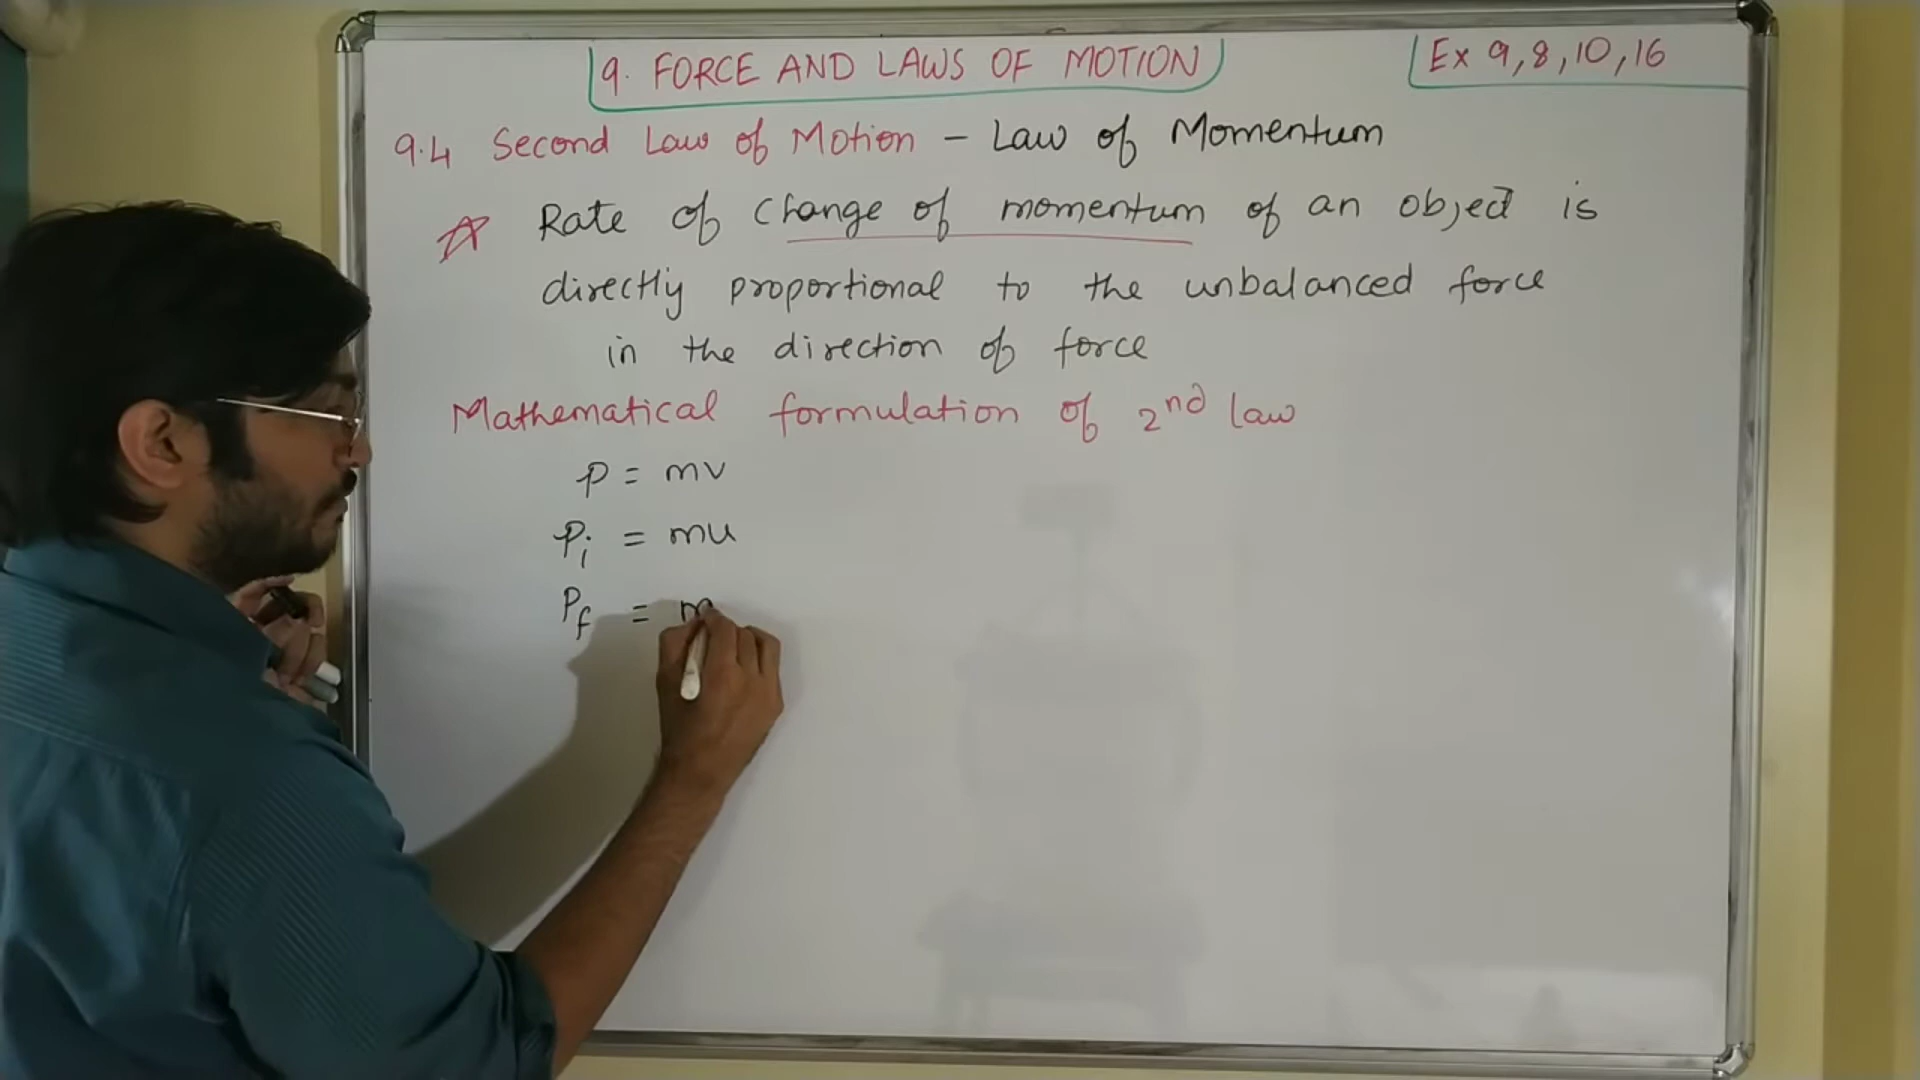 9. FORCE AND LAWS OF MOTION
Ex 9,8,10,16
9.4 Second Law of Motion - Law of Momentum
Rate of change of momentum of an object is
directly proportional to the unbalanced force
in the direction of force
Mathematical formulation of 2nd law
p = mv
Pi = mu
Pf = m